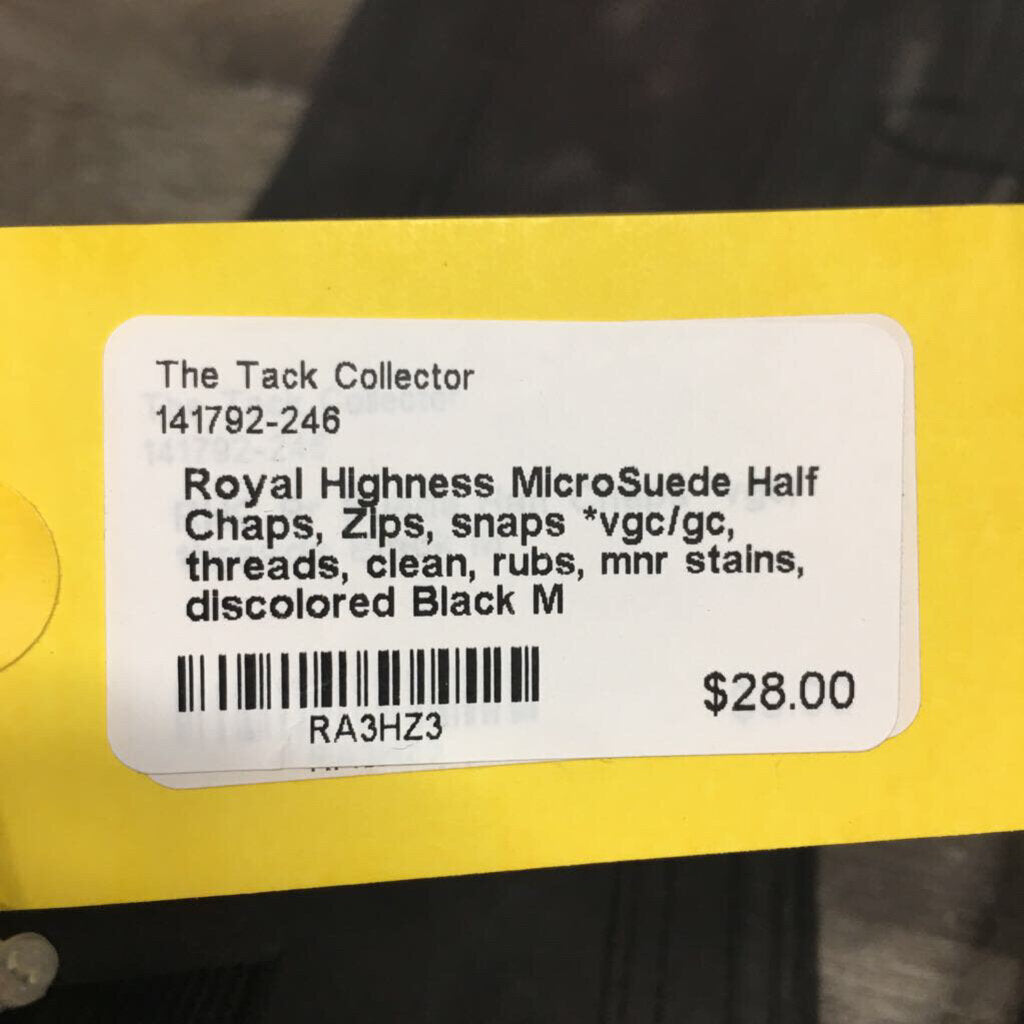 The Tack Collector
141792-246
Royal Highness MicroSuede Half
Chaps, Zips, snaps *vgc/gc,
threads, clean, rubs, mnr stains,
discolored Black M
RA3HZ3
$28.00